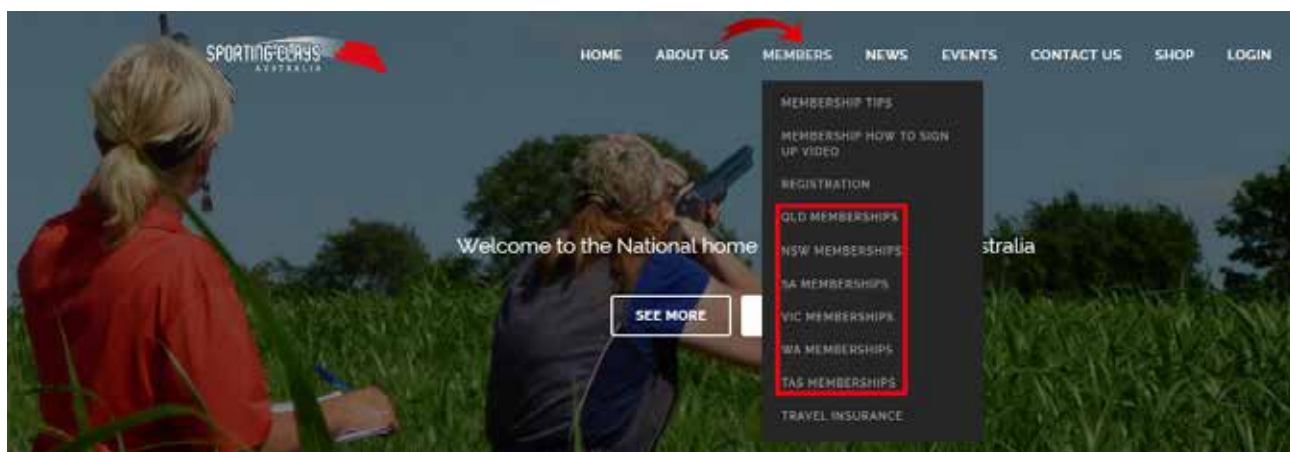 SPORTING CLAYS
AUSTRALIA
HOME ABOUT US MEMBERS NEWS EVENTS CONTACT US SHOP LOGIN
MEMBERSHIP TIPS
MEMBERSHIP HOW TO SIGN
UP VIDEO
REGISTRATION
QLD MEMBERSHIPS
NSW MEMBERSHIPS
SA MEMBERSHIPS
VIC MEMBERSHIPS
WA MEMBERSHIPS
TAS MEMBERSHIPS
TRAVEL INSURANCE
Welcome to the National home stralia
SEE MORE